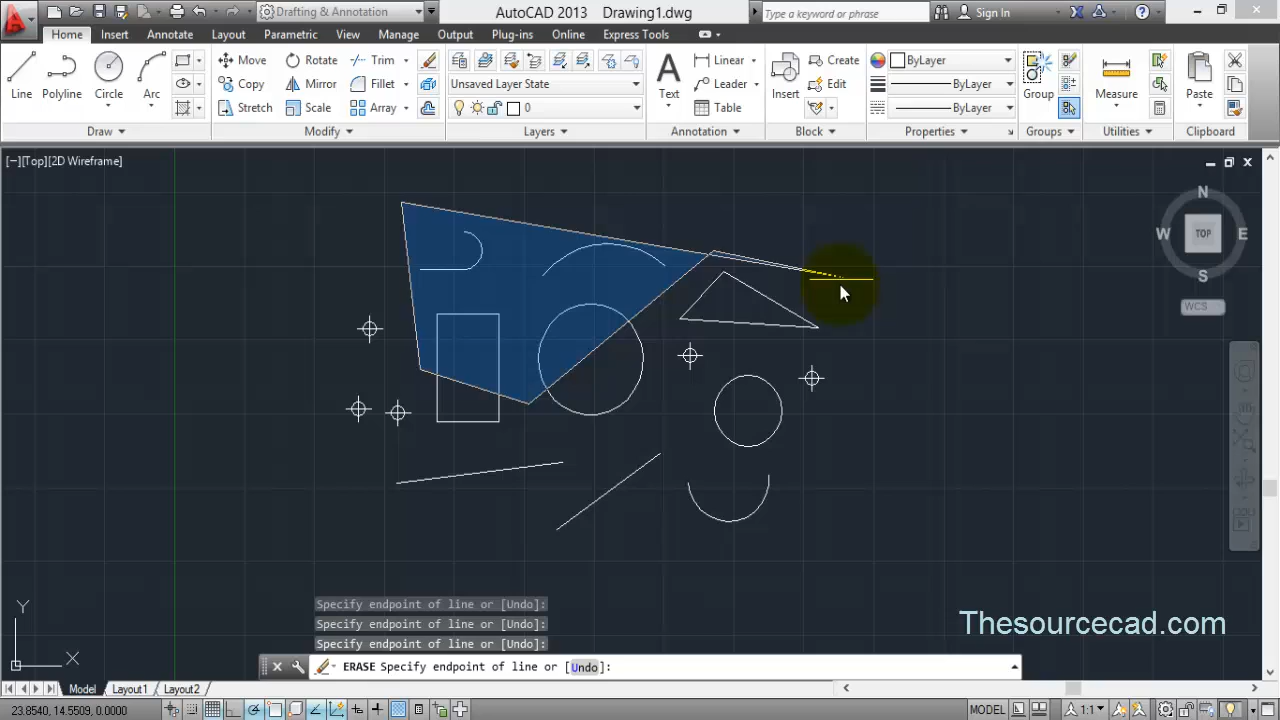 Drafting & Annotation
AutoCAD 2013 Drawing1.dwg
Type a keyword or phrase
Sign In
Home Insert Annotate Layout Parametric View Manage Output Plug-ins Online Express Tools
Line Polyline Circle Arc
Move Rotate Trim
Copy Mirror Fillet
Stretch Scale Array
Unsaved Layer State
0
Text
Linear
Leader
Table
Insert
Create
Edit
ByLayer
ByLayer
ByLayer
Group
Measure
Paste
Draw Modify Layers Annotation Block Properties Groups Utilities Clipboard
[−][Top][2D Wireframe]
N
W TOP E
S
WCS
Specify endpoint of line or [Undo]:
Specify endpoint of line or [Undo]:
Specify endpoint of line or [Undo]:
Thesourcecad.com
Y
X
ERASE Specify endpoint of line or [Undo]:
Model Layout1 Layout2
23.8540, 14.5509, 0.0000
MODEL
1:1